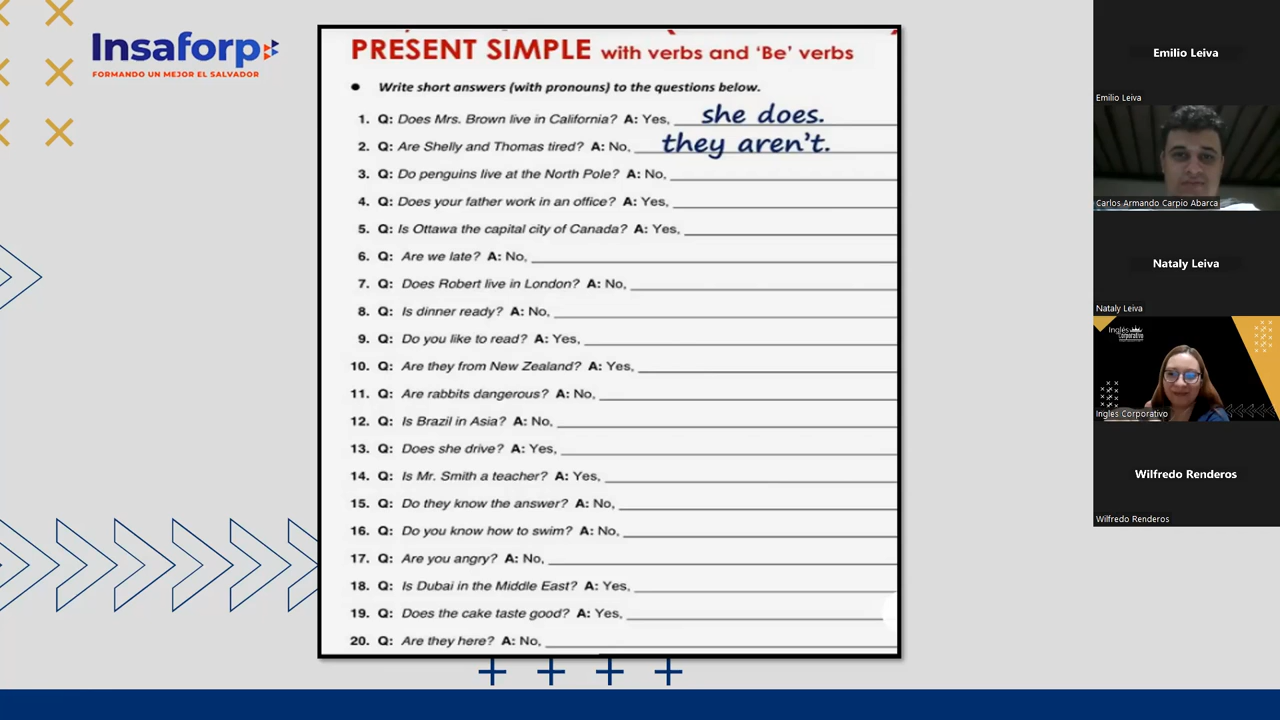 Insaforp
FORMANDO UN MEJOR EL SALVADOR
PRESENT SIMPLE with verbs and 'Be' verbs
● Write short answers (with pronouns) to the questions below.
1. Q: Does Mrs. Brown live in California? A: Yes, she does.
2. Q: Are Shelly and Thomas tired? A: No, they aren't.
3. Q: Do penguins live at the North Pole? A: No,
4. Q: Does your father work in an office? A: Yes,
5. Q: Is Ottawa the capital city of Canada? A: Yes,
6. Q: Are we late? A: No,
7. Q: Does Robert live in London? A: No,
8. Q: Is dinner ready? A: No,
9. Q: Do you like to read? A: Yes,
10. Q: Are they from New Zealand? A: Yes,
11. Q: Are rabbits dangerous? A: No,
12. Q: Is Brazil in Asia? A: No,
13. Q: Does she drive? A: Yes,
14. Q: Is Mr. Smith a teacher? A: Yes,
15. Q: Do they know the answer? A: No,
16. Q: Do you know how to swim? A: No,
17. Q: Are you angry? A: No,
18. Q: Is Dubai in the Middle East? A: Yes,
19. Q: Does the cake taste good? A: Yes,
20. Q: Are they here? A: No,
Emilio Leiva
Emilio Leiva
Carlos Armando Carpio Abarca
Nataly Leiva
Nataly Leiva
Inglés
Corporativo
Ingles Corporativo
Wilfredo Renderos
Wilfredo Renderos